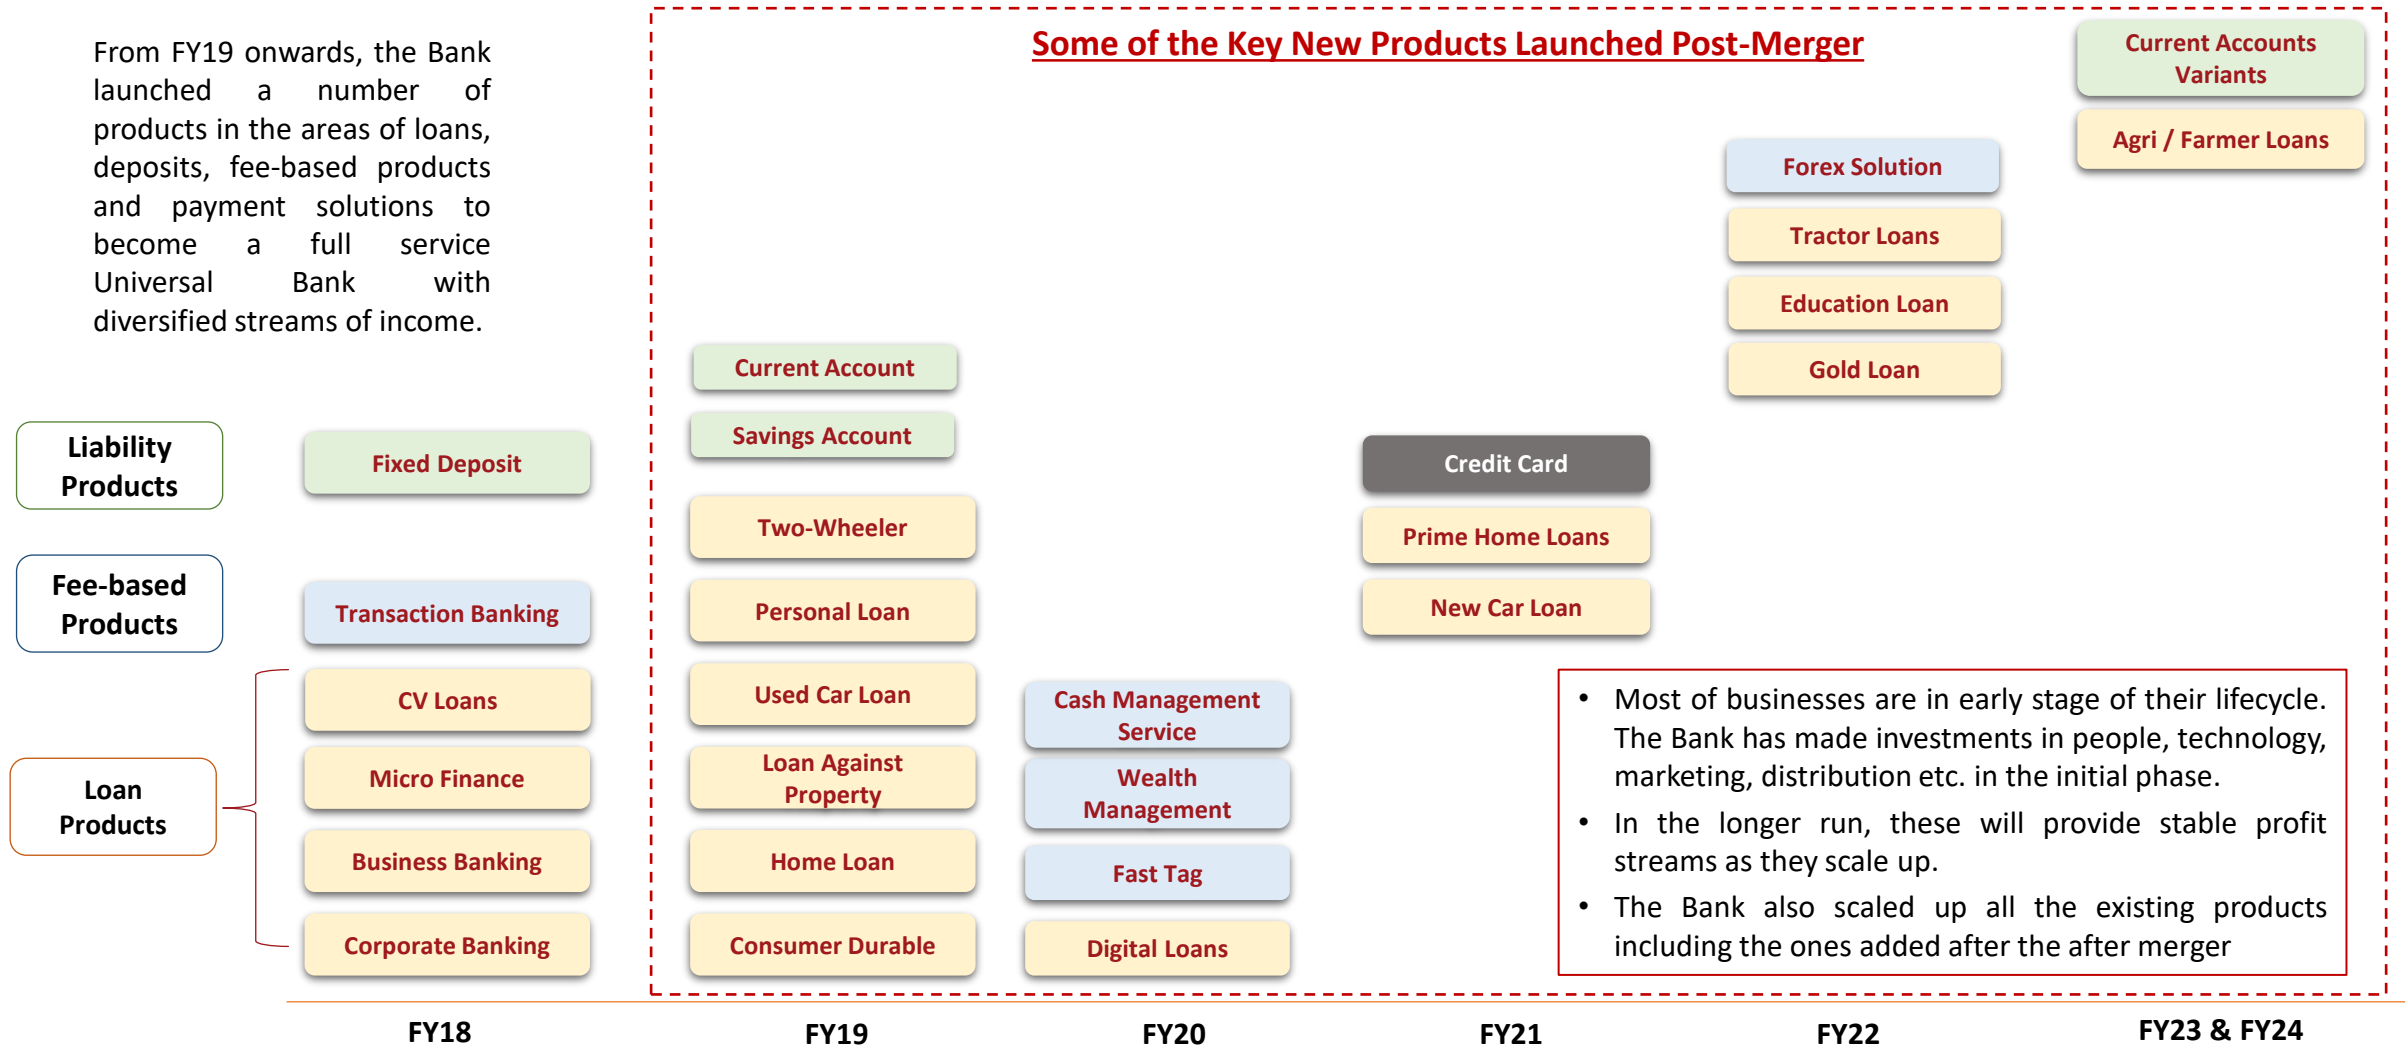 From FY19 onwards, the Bank
launched a number of
products in the areas of loans,
deposits, fee-based products
and payment solutions to
become a full service
Universal Bank with
diversified streams of income.
Some of the Key New Products Launched Post-Merger
Liability
Products
Fee-based
Products
Loan
Products
Fixed Deposit
Transaction Banking
CV Loans
Micro Finance
Business Banking
Corporate Banking
Current Account
Savings Account
Two-Wheeler
Personal Loan
Used Car Loan
Loan Against
Property
Home Loan
Consumer Durable
Cash Management
Service
Wealth
Management
Fast Tag
Digital Loans
Credit Card
Prime Home Loans
New Car Loan
Forex Solution
Tractor Loans
Education Loan
Gold Loan
Current Accounts
Variants
Agri / Farmer Loans
• Most of businesses are in early stage of their lifecycle.
The Bank has made investments in people, technology,
marketing, distribution etc. in the initial phase.
• In the longer run, these will provide stable profit
streams as they scale up.
• The Bank also scaled up all the existing products
including the ones added after the after merger
FY18
FY19
FY20
FY21
FY22
FY23 & FY24